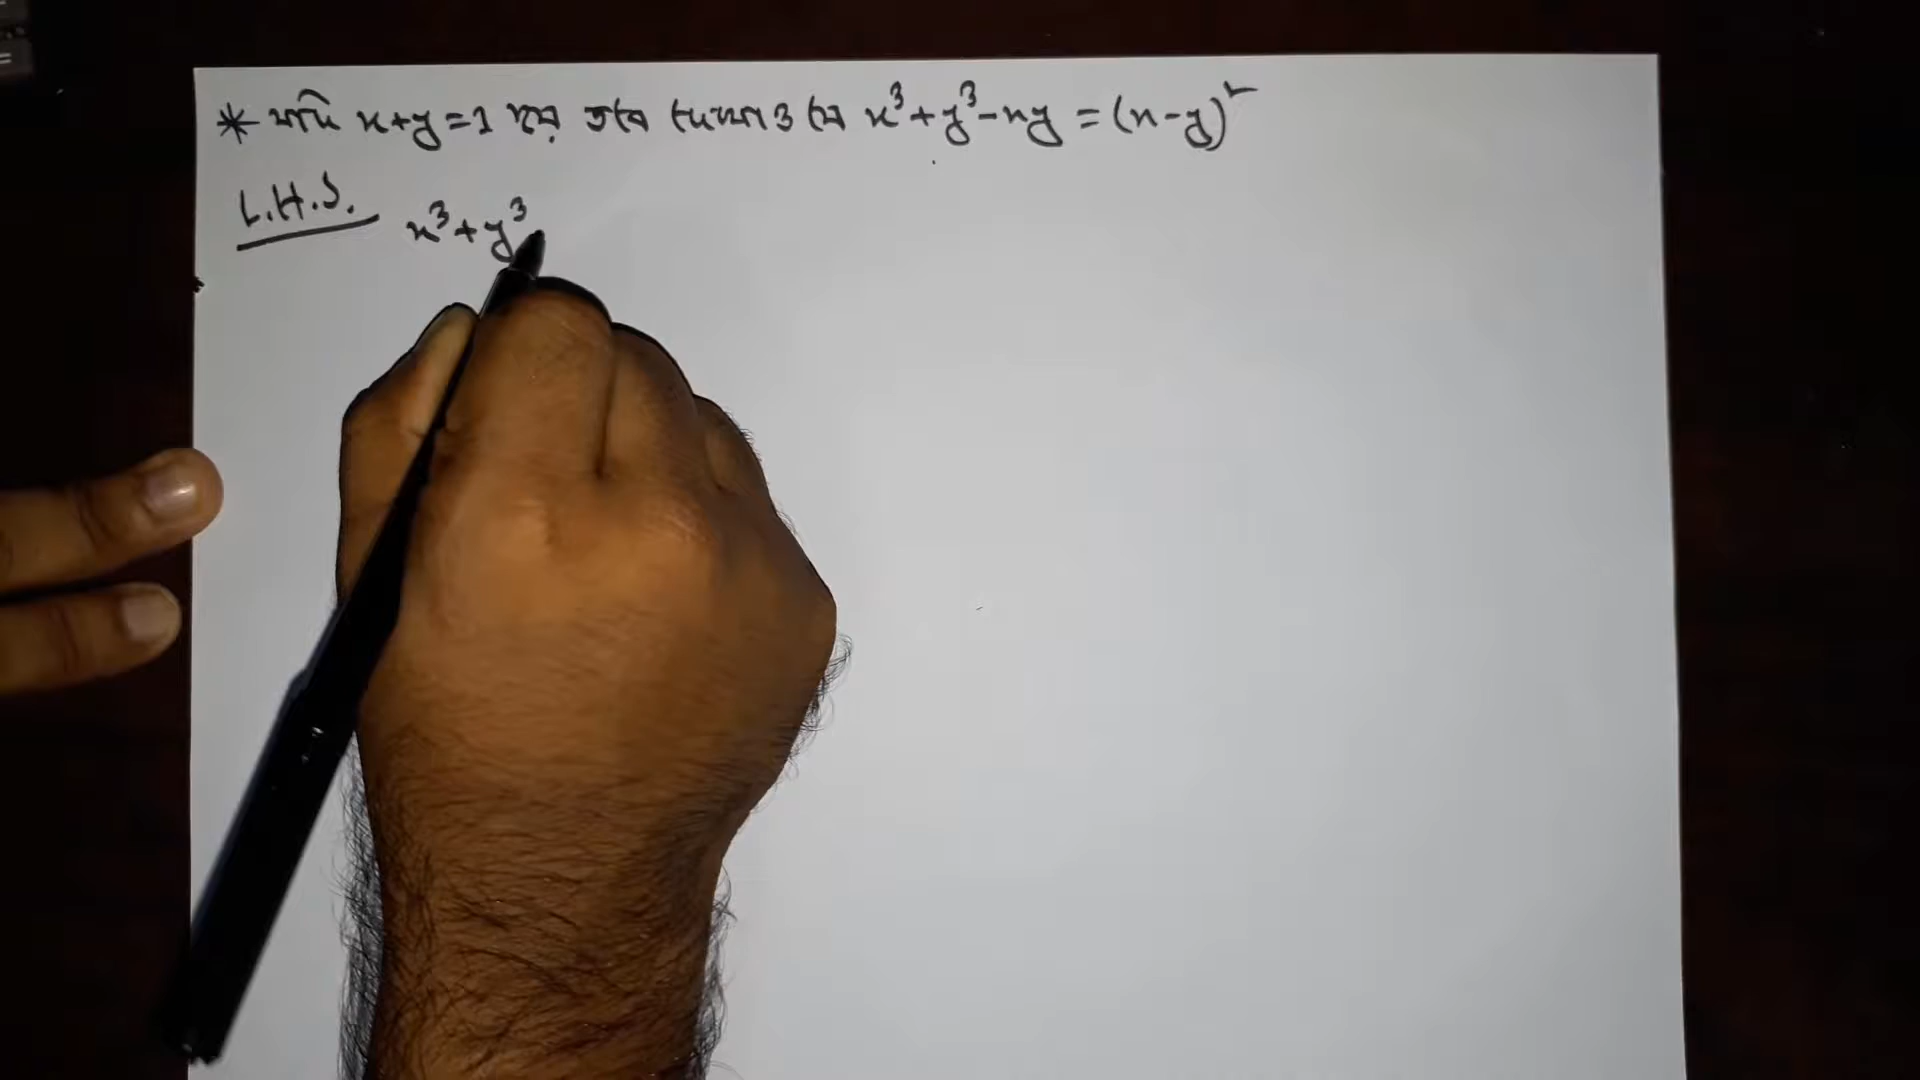 * যদি x+y=1 হয় তবে দেখাও যে x³+y³-xy = (x-y)²
L.H.S. x³+y³